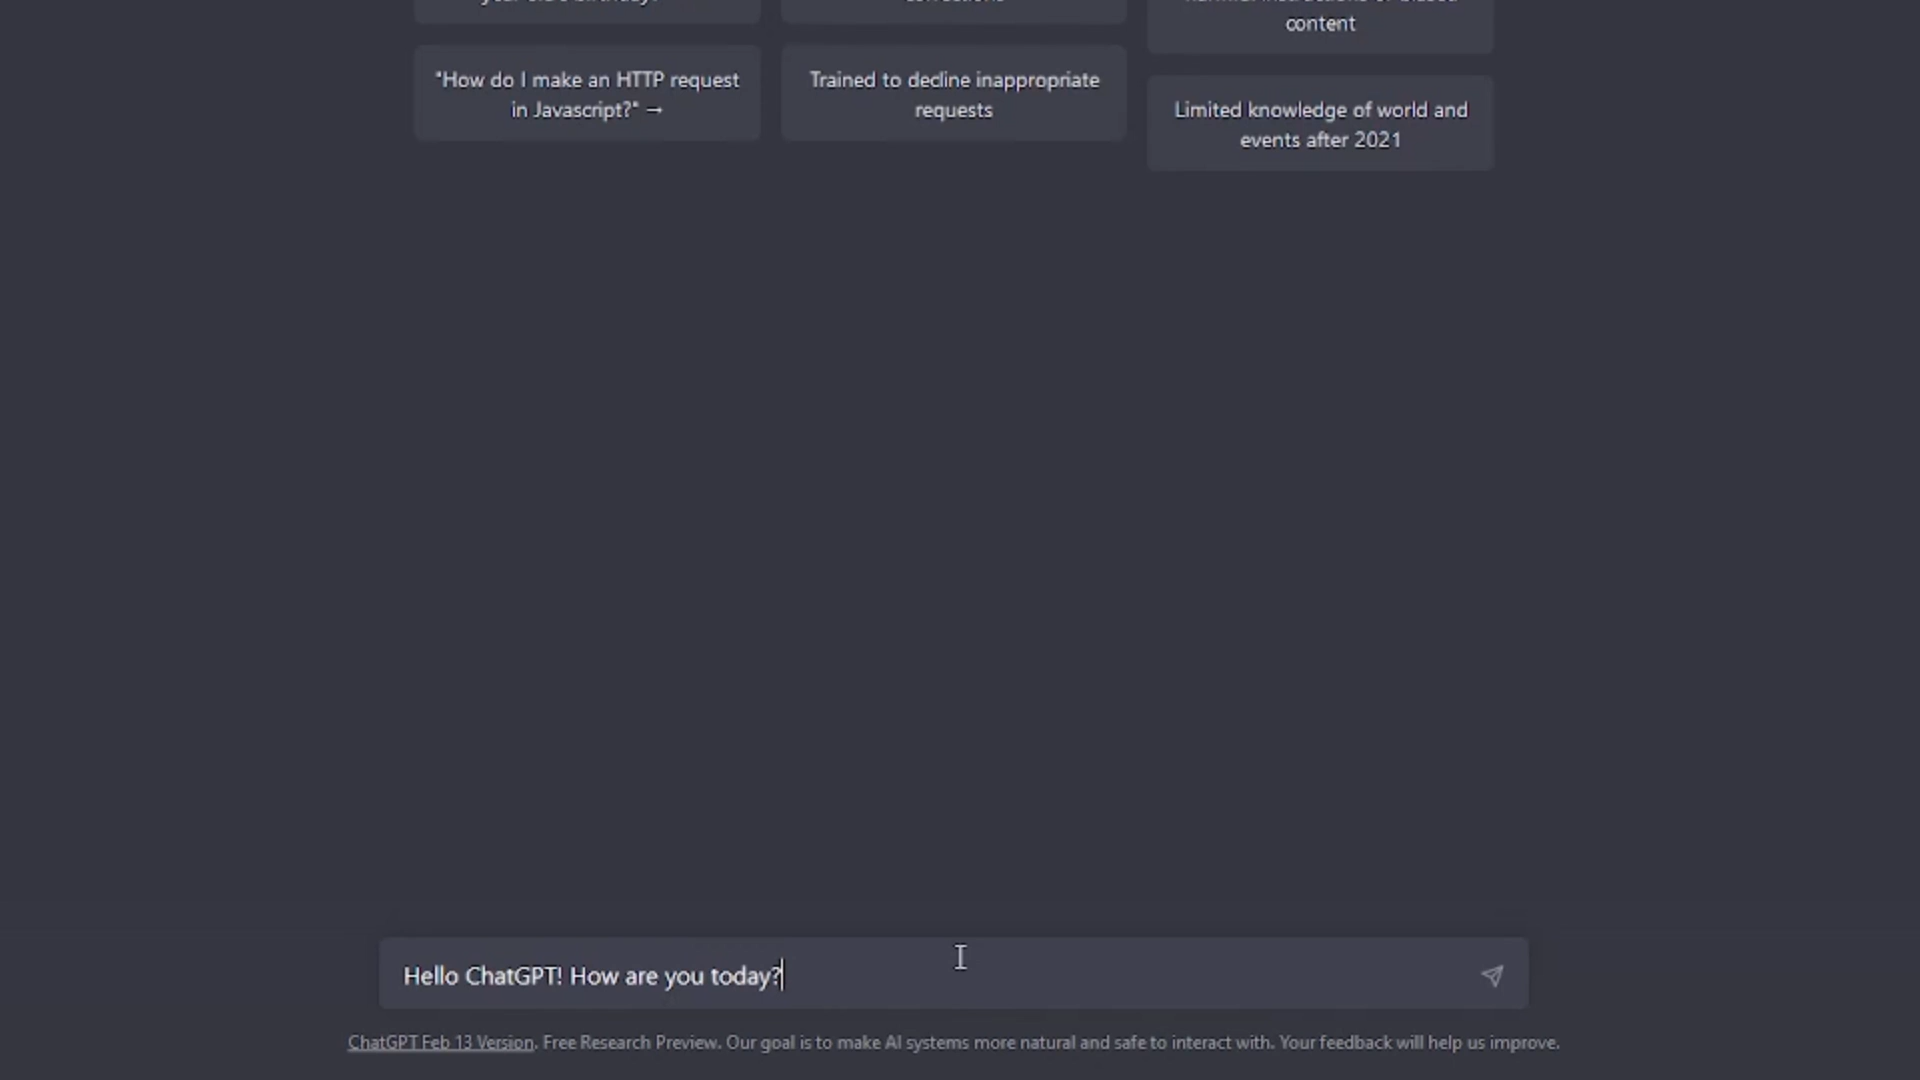 "How do I make an HTTP request
in Javascript?" →
Trained to decline inappropriate
requests
content
Limited knowledge of world and
events after 2021
Hello ChatGPT! How are you today?
ChatGPT Feb 13 Version. Free Research Preview. Our goal is to make AI systems more natural and safe to interact with. Your feedback will help us improve.